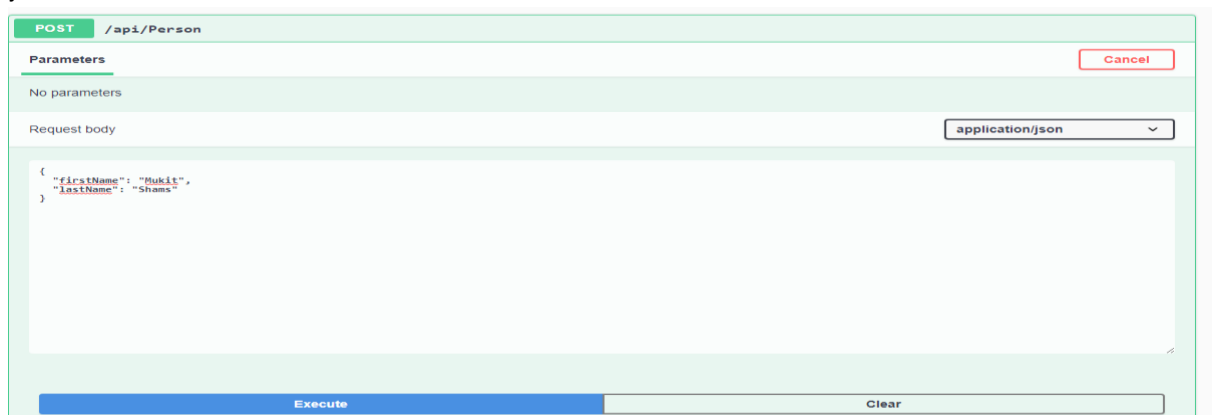 POST /api/Person
Parameters Cancel
No parameters
Request body application/json
{
"firstName": "Mukit",
"lastName": "Shams"
}
Execute Clear